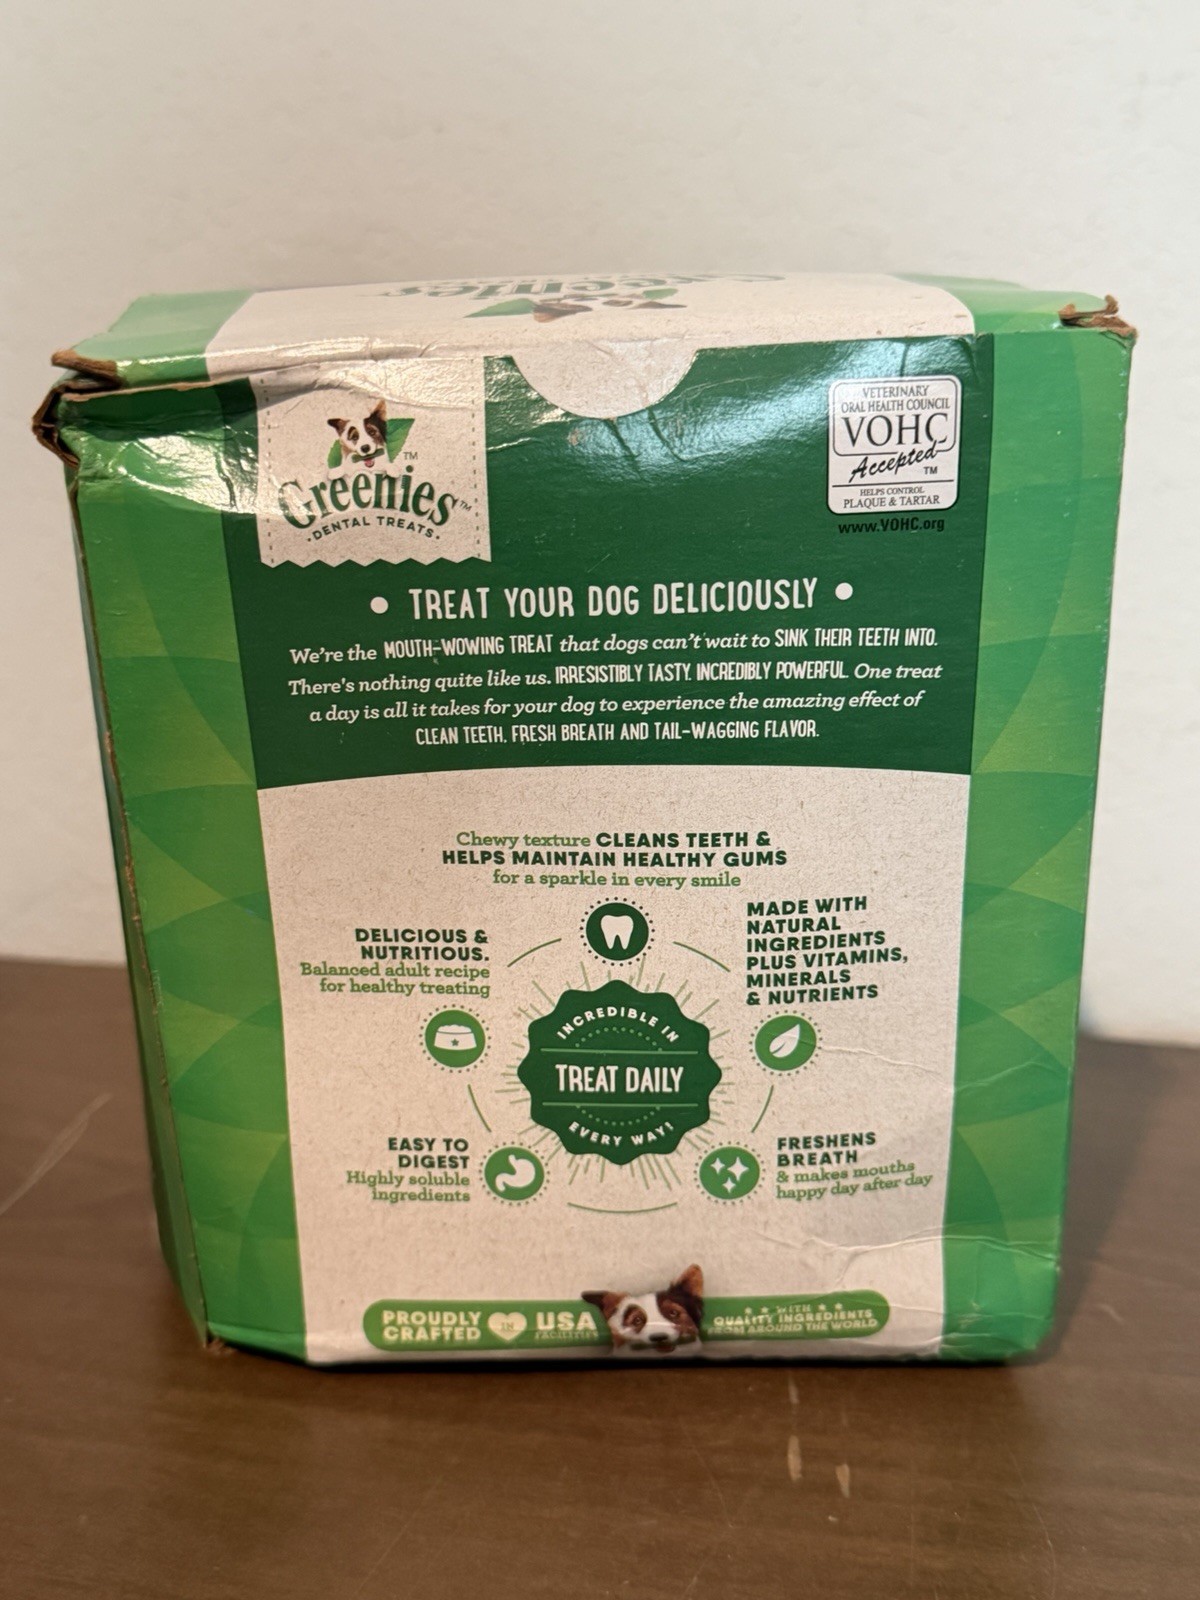 Greenies
™
Greenies™
• DENTAL TREATS •
VETERINARY
ORAL HEALTH COUNCIL
VOHC
Accepted™
HELPS CONTROL
PLAQUE & TARTAR
www.VOHC.org
• TREAT YOUR DOG DELICIOUSLY •
We're the MOUTH-WOWING TREAT that dogs can't wait to SINK THEIR TEETH INTO.
There's nothing quite like us. IRRESISTIBLY TASTY. INCREDIBLY POWERFUL. One treat
a day is all it takes for your dog to experience the amazing effect of
CLEAN TEETH, FRESH BREATH AND TAIL-WAGGING FLAVOR.
Chewy texture CLEANS TEETH &
HELPS MAINTAIN HEALTHY GUMS
for a sparkle in every smile
DELICIOUS &
NUTRITIOUS.
Balanced adult recipe
for healthy treating
MADE WITH
NATURAL
INGREDIENTS
PLUS VITAMINS,
MINERALS
& NUTRIENTS
INCREDIBLE IN
TREAT DAILY
EVERY WAY!
EASY TO
DIGEST
Highly soluble
ingredients
FRESHENS
BREATH
& makes mouths
happy day after day
PROUDLY
CRAFTED
IN
USA
FACILITIES
★ ★ WITH ★ ★
QUALITY INGREDIENTS
FROM AROUND THE WORLD